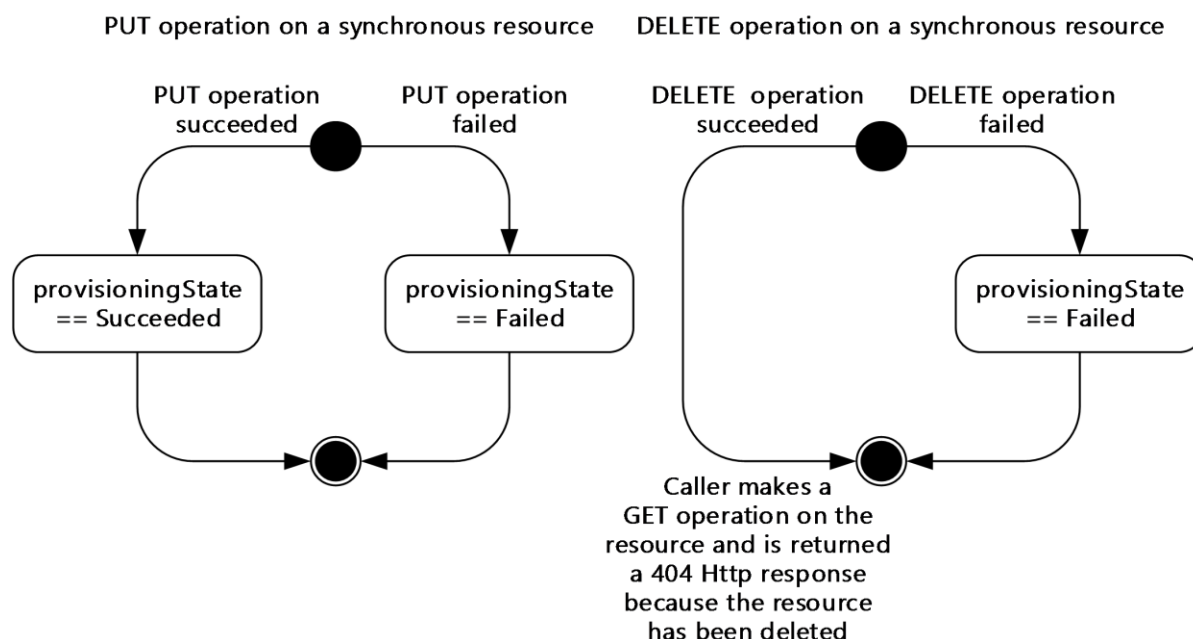 PUT operation on a synchronous resource
PUT operation
succeeded
PUT operation
failed
provisioningState
== Succeeded
provisioningState
== Failed
DELETE operation on a synchronous resource
DELETE  operation
succeeded
DELETE operation
failed
provisioningState
== Failed
Caller makes a
GET operation on the
resource and is returned
a 404 Http response
because the resource
has been deleted